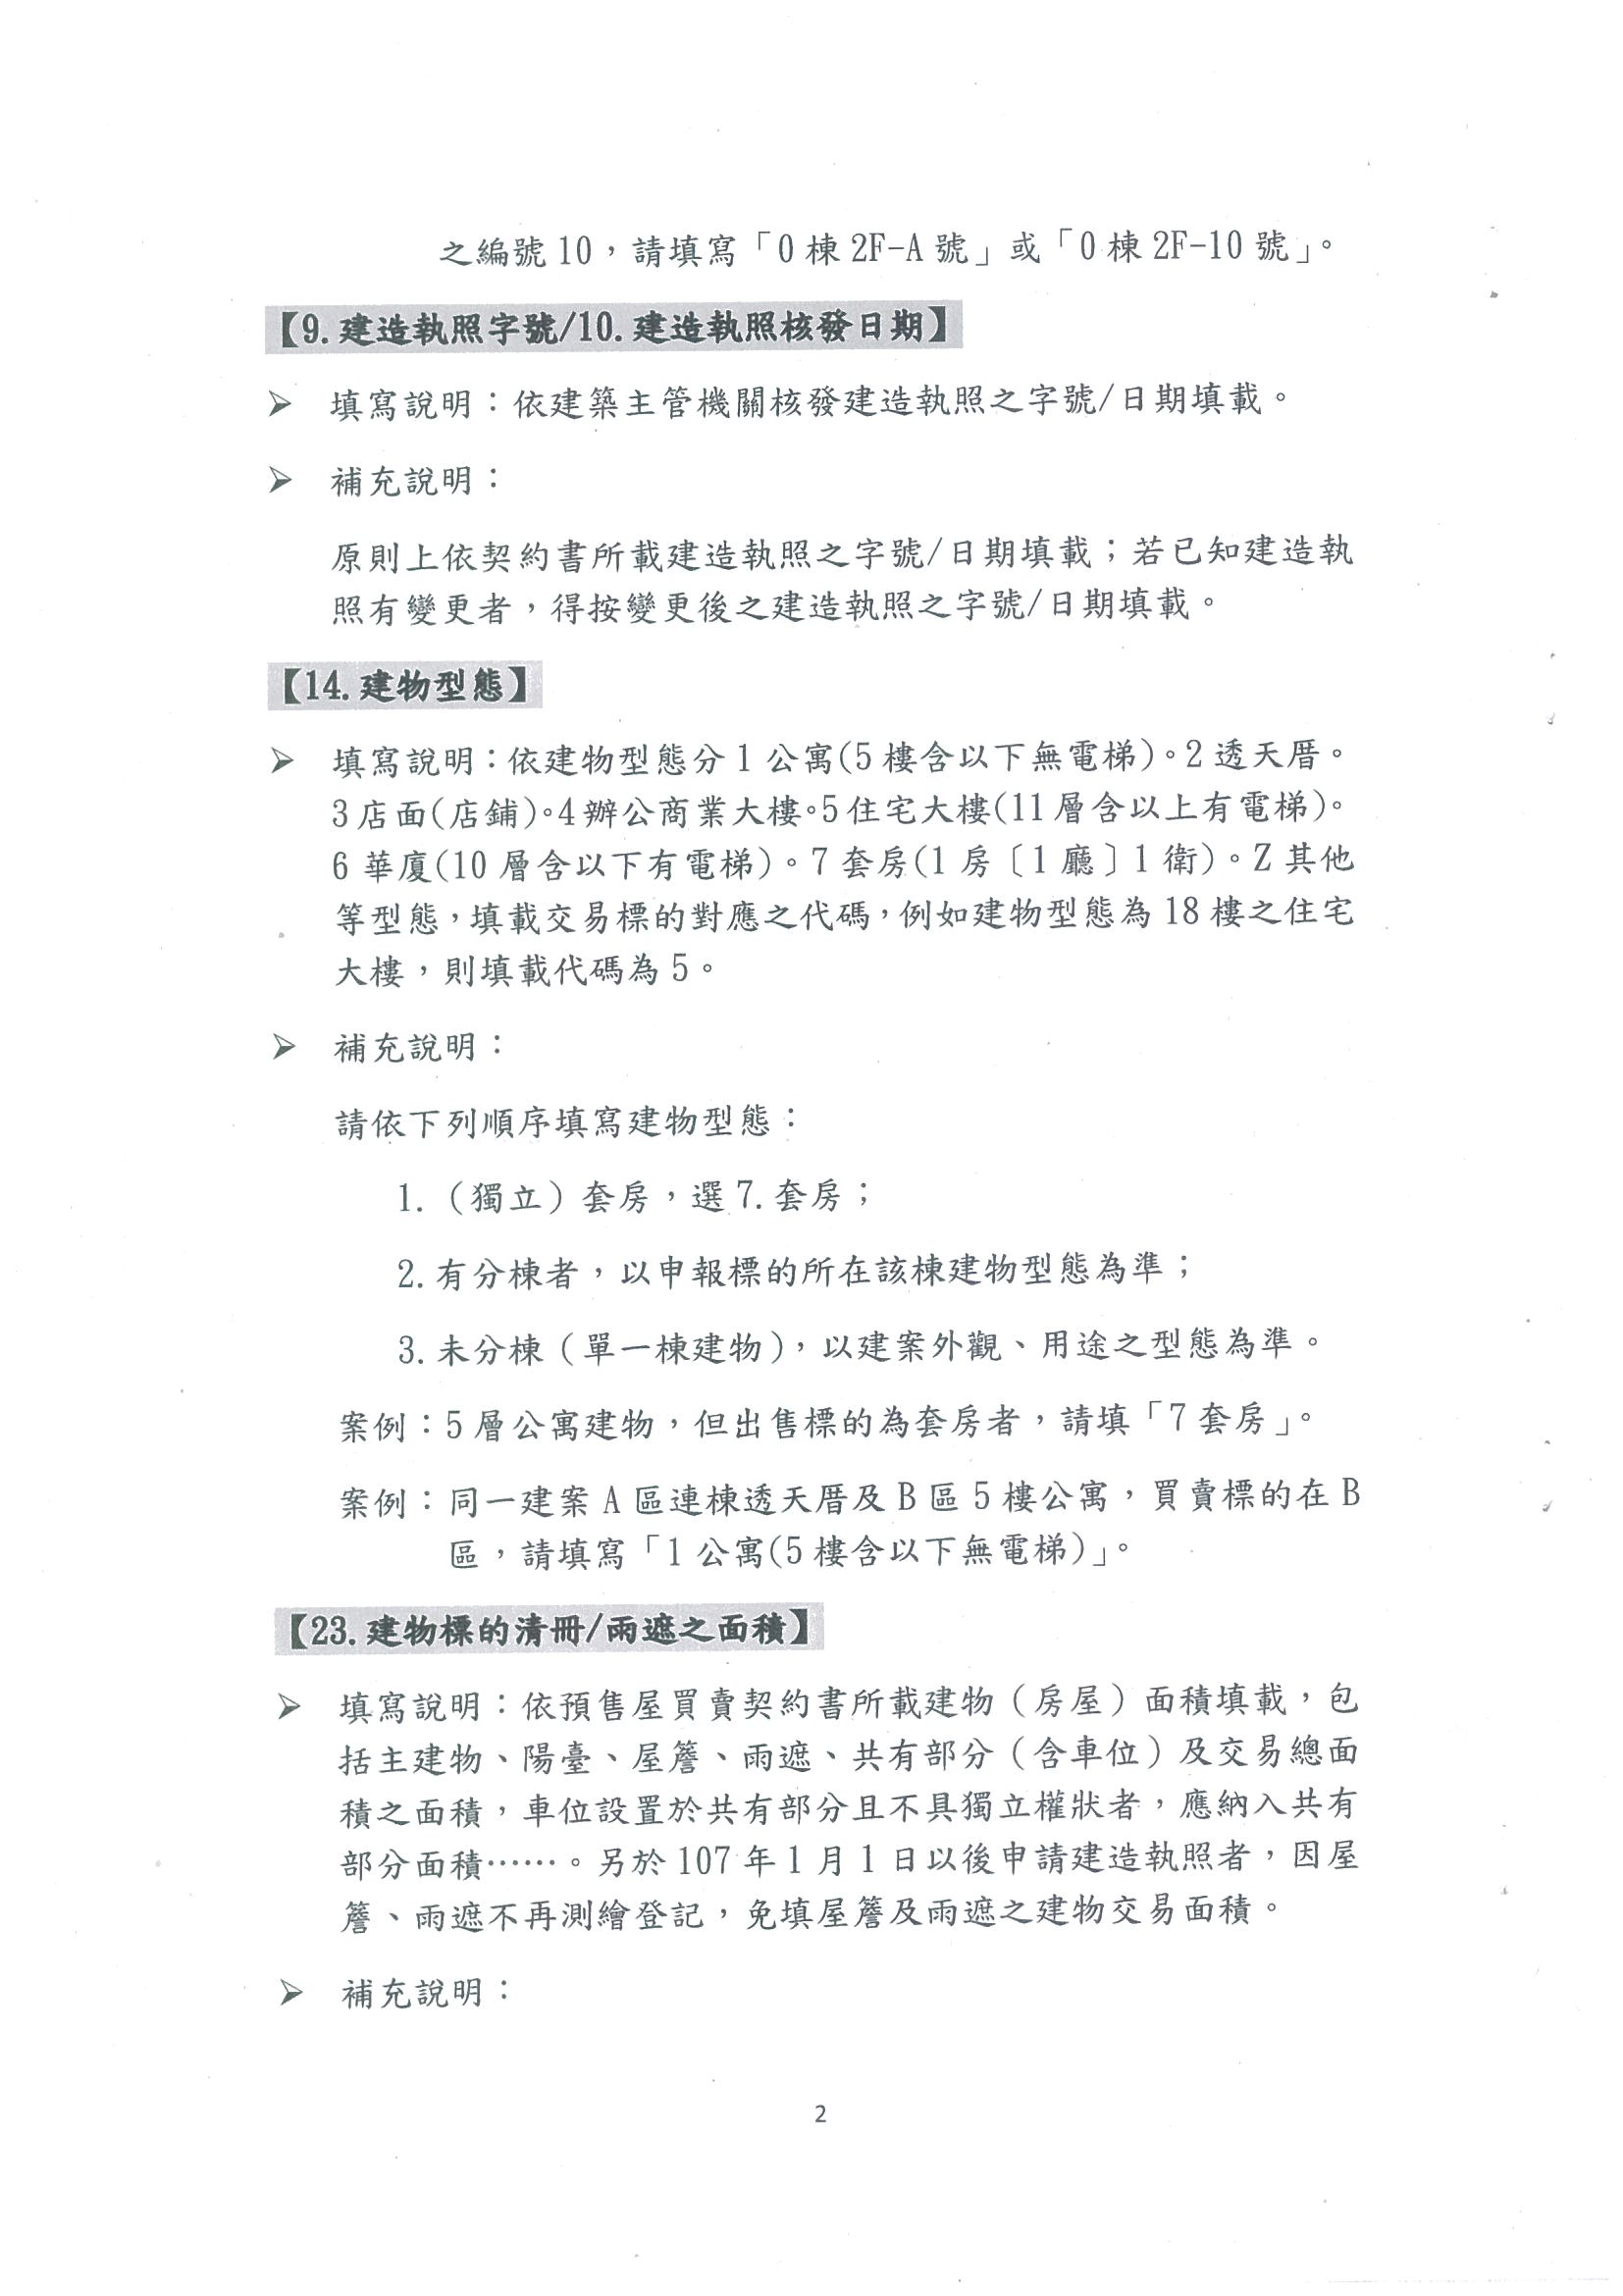 之編號 10，請填寫「0 棟 2F-A 號」或「0 棟 2F-10 號」。
【9. 建造執照字號/10. 建造執照核發日期】
➢ 填寫說明：依建築主管機關核發建造執照之字號/日期填載。
➢ 補充說明：
原則上依契約書所載建造執照之字號/日期填載；若已知建造執
照有變更者，得按變更後之建造執照之字號/日期填載。
【14. 建物型態】
➢ 填寫說明：依建物型態分 1 公寓(5 樓含以下無電梯)。2 透天厝。
3 店面(店鋪)。4 辦公商業大樓。5 住宅大樓(11 層含以上有電梯)。
6 華廈(10 層含以下有電梯)。7 套房(1 房〔1 廳〕1 衛)。Z 其他
等型態，填載交易標的對應之代碼，例如建物型態為 18 樓之住宅
大樓，則填載代碼為 5。
➢ 補充說明：
請依下列順序填寫建物型態：
1.（獨立）套房，選 7. 套房；
2. 有分棟者，以申報標的所在該棟建物型態為準；
3. 未分棟（單一棟建物），以建案外觀、用途之型態為準。
案例：5 層公寓建物，但出售標的為套房者，請填「7 套房」。
案例：同一建案 A 區連棟透天厝及 B 區 5 樓公寓，買賣標的在 B
區，請填寫「1 公寓(5 樓含以下無電梯)」。
【23. 建物標的清冊/雨遮之面積】
➢ 填寫說明：依預售屋買賣契約書所載建物（房屋）面積填載，包
括主建物、陽臺、屋簷、雨遮、共有部分（含車位）及交易總面
積之面積，車位設置於共有部分且不具獨立權狀者，應納入共有
部分面積……。另於 107 年 1 月 1 日以後申請建造執照者，因屋
簷、雨遮不再測繪登記，免填屋簷及雨遮之建物交易面積。
➢ 補充說明：
2